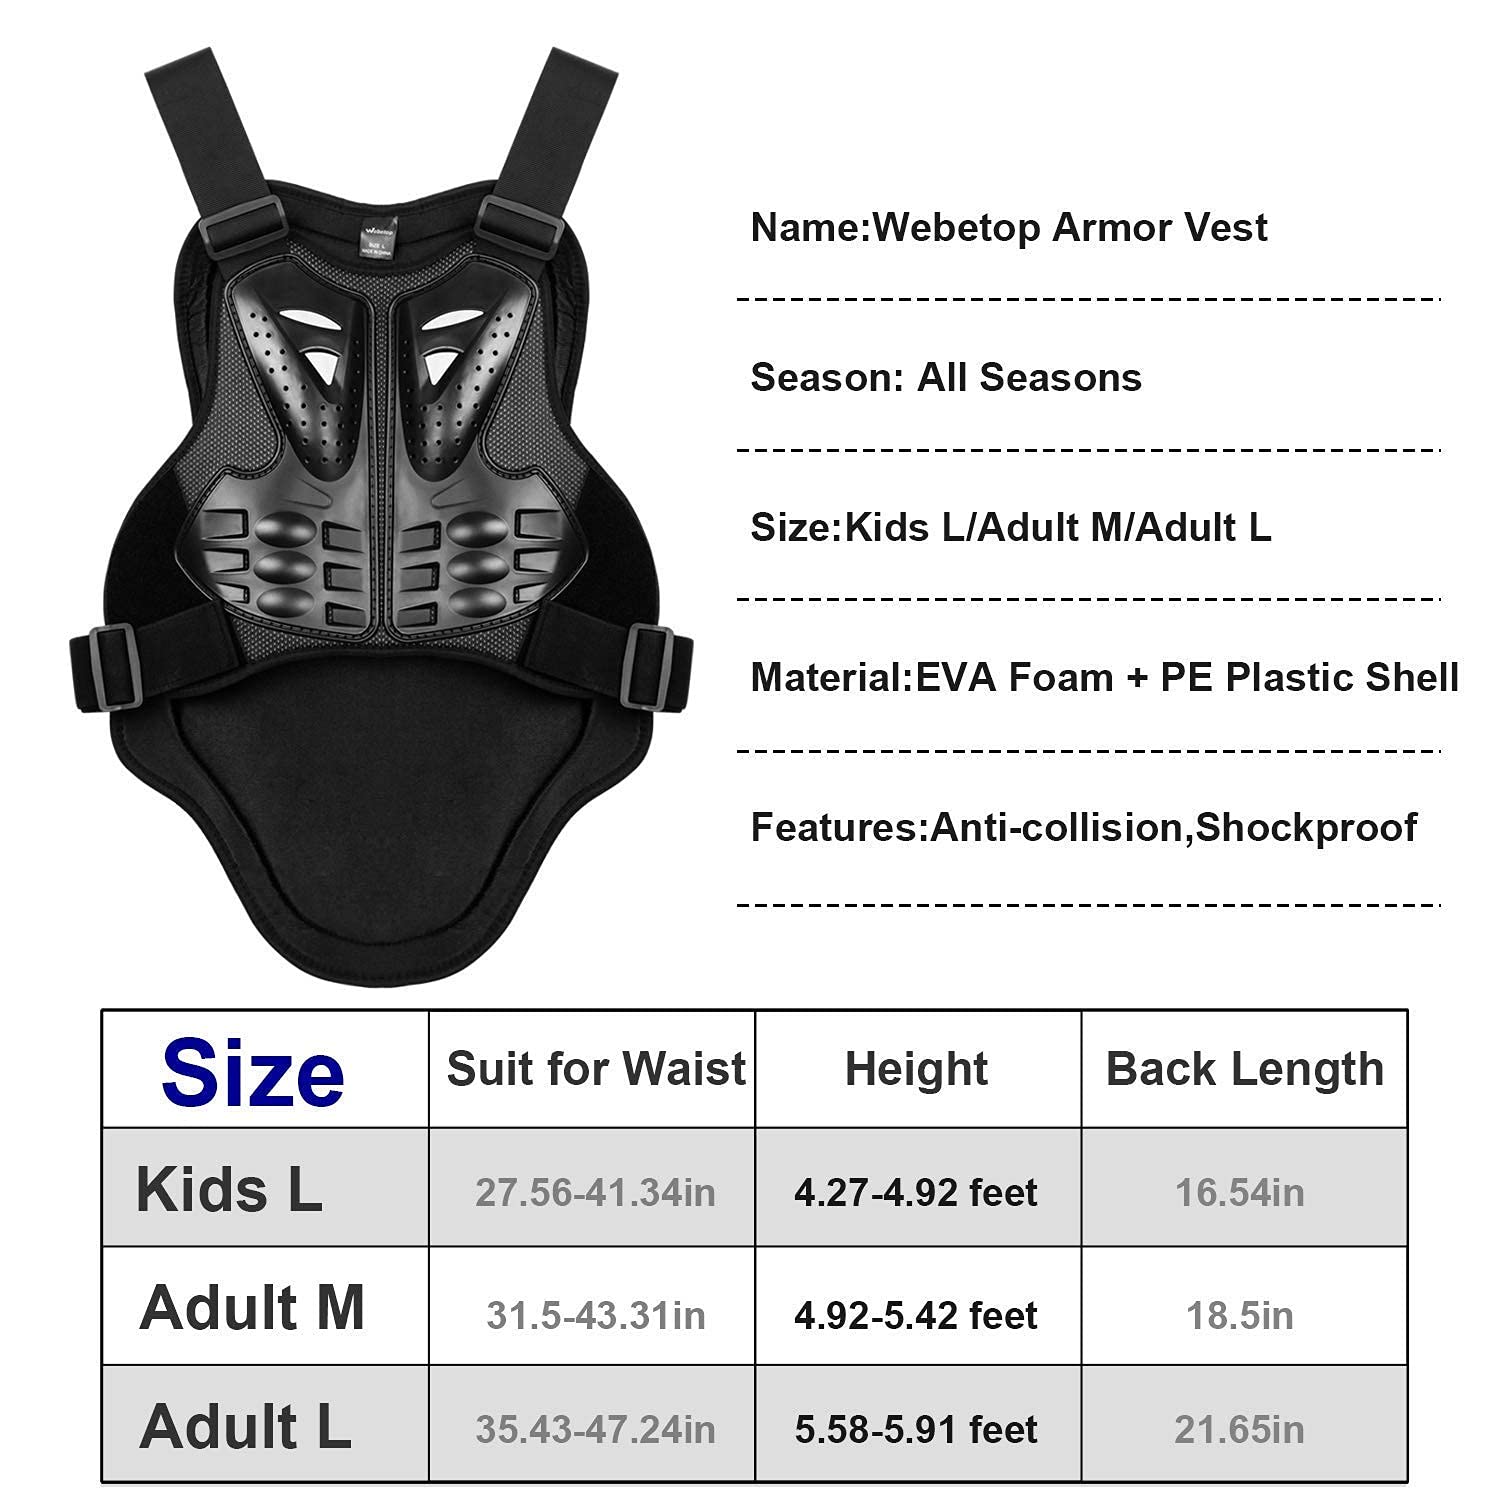 Webetop
SIZE L
MADE IN CHINA
Name:Webetop Armor Vest
Season: All Seasons
Size:Kids L/Adult M/Adult L
Material:EVA Foam + PE Plastic Shell
Features:Anti-collision,Shockproof
Size Suit for Waist Height Back Length
Kids L 27.56-41.34in 4.27-4.92 feet 16.54in
Adult M 31.5-43.31in 4.92-5.42 feet 18.5in
Adult L 35.43-47.24in 5.58-5.91 feet 21.65in